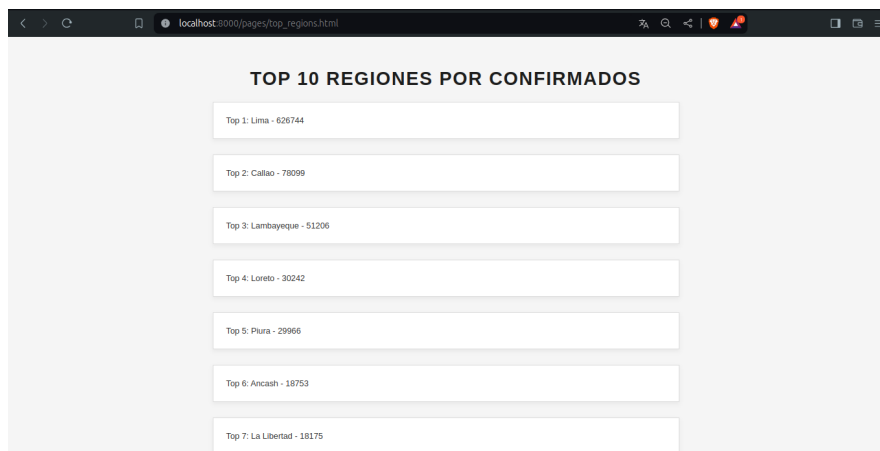 localhost:8000/pages/top_regions.html
TOP 10 REGIONES POR CONFIRMADOS
Top 1: Lima - 626744
Top 2: Callao - 78099
Top 3: Lambayeque - 51206
Top 4: Loreto - 30242
Top 5: Piura - 29966
Top 6: Ancash - 18753
Top 7: La Libertad - 18175